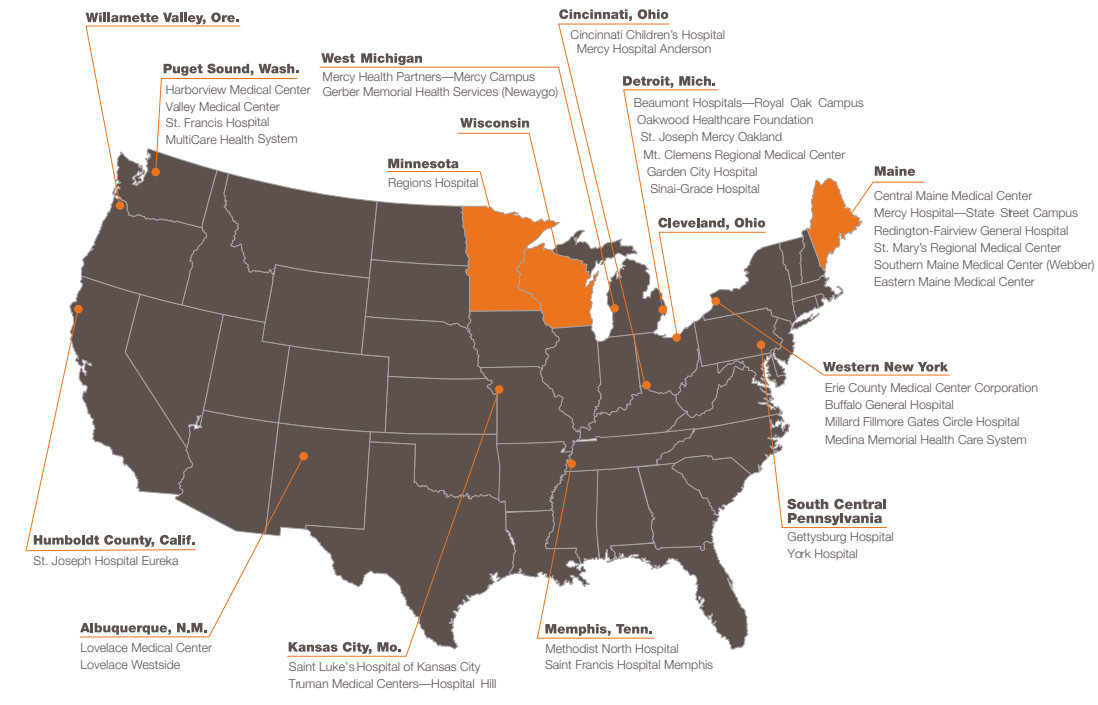 Willamette Valley, Ore.
Puget Sound, Wash.
Harborview Medical Center
Valley Medical Center
St. Francis Hospital
MultiCare Health System
West Michigan
Mercy Health Partners—Mercy Campus
Gerber Memorial Health Services (Newaygo)
Wisconsin
Minnesota
Regions Hospital
Cincinnati, Ohio
Cincinnati Children's Hospital
Mercy Hospital Anderson
Detroit, Mich.
Beaumont Hospitals—Royal Oak Campus
Oakwood Healthcare Foundation
St. Joseph Mercy Oakland
Mt. Clemens Regional Medical Center
Garden City Hospital
Sinai-Grace Hospital
Cleveland, Ohio
Maine
Central Maine Medical Center
Mercy Hospital—State Street Campus
Redington-Fairview General Hospital
St. Mary's Regional Medical Center
Southern Maine Medical Center (Webber)
Eastern Maine Medical Center
Western New York
Erie County Medical Center Corporation
Buffalo General Hospital
Millard Fillmore Gates Circle Hospital
Medina Memorial Health Care System
South Central
Pennsylvania
Gettysburg Hospital
York Hospital
Humboldt County, Calif.
St. Joseph Hospital Eureka
Albuquerque, N.M.
Lovelace Medical Center
Lovelace Westside
Kansas City, Mo.
Saint Luke's Hospital of Kansas City
Truman Medical Centers—Hospital Hill
Memphis, Tenn.
Methodist North Hospital
Saint Francis Hospital Memphis